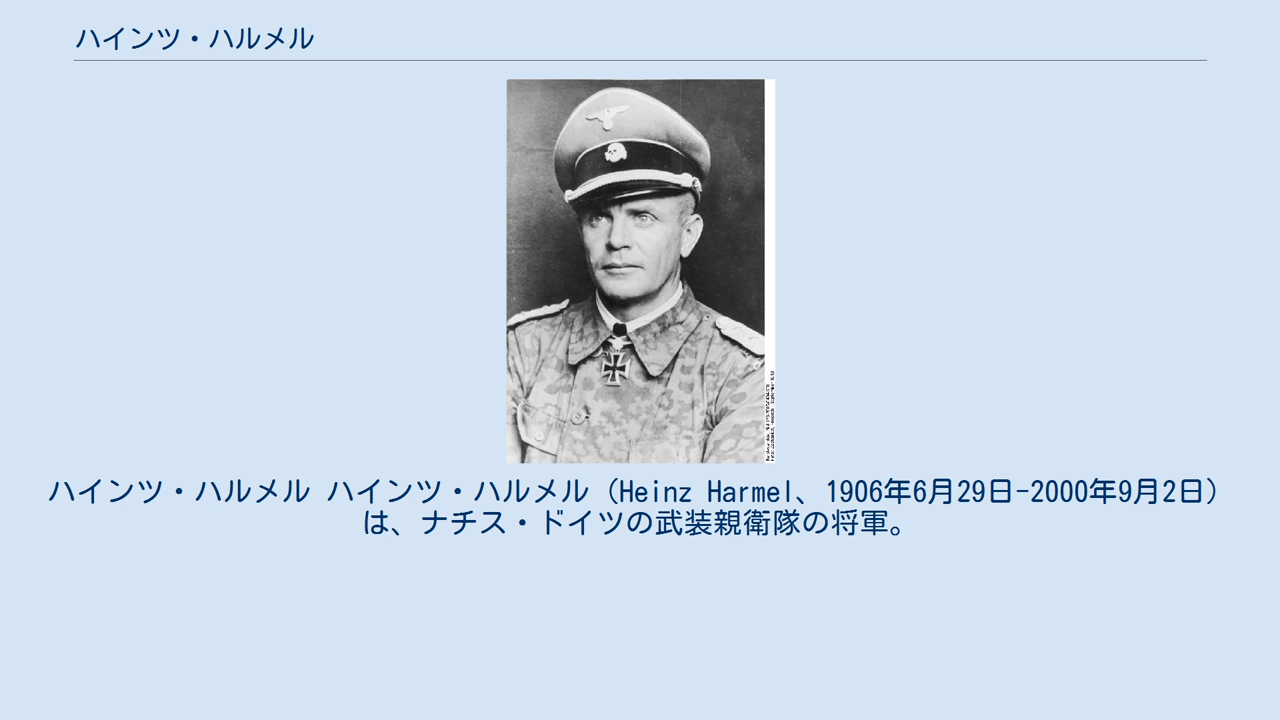 ハインツ・ハルメル
ハインツ・ハルメル ハインツ・ハルメル（Heinz Harmel、1906年6月29日-2000年9月2日）
は、ナチス・ドイツの武装親衛隊の将軍。